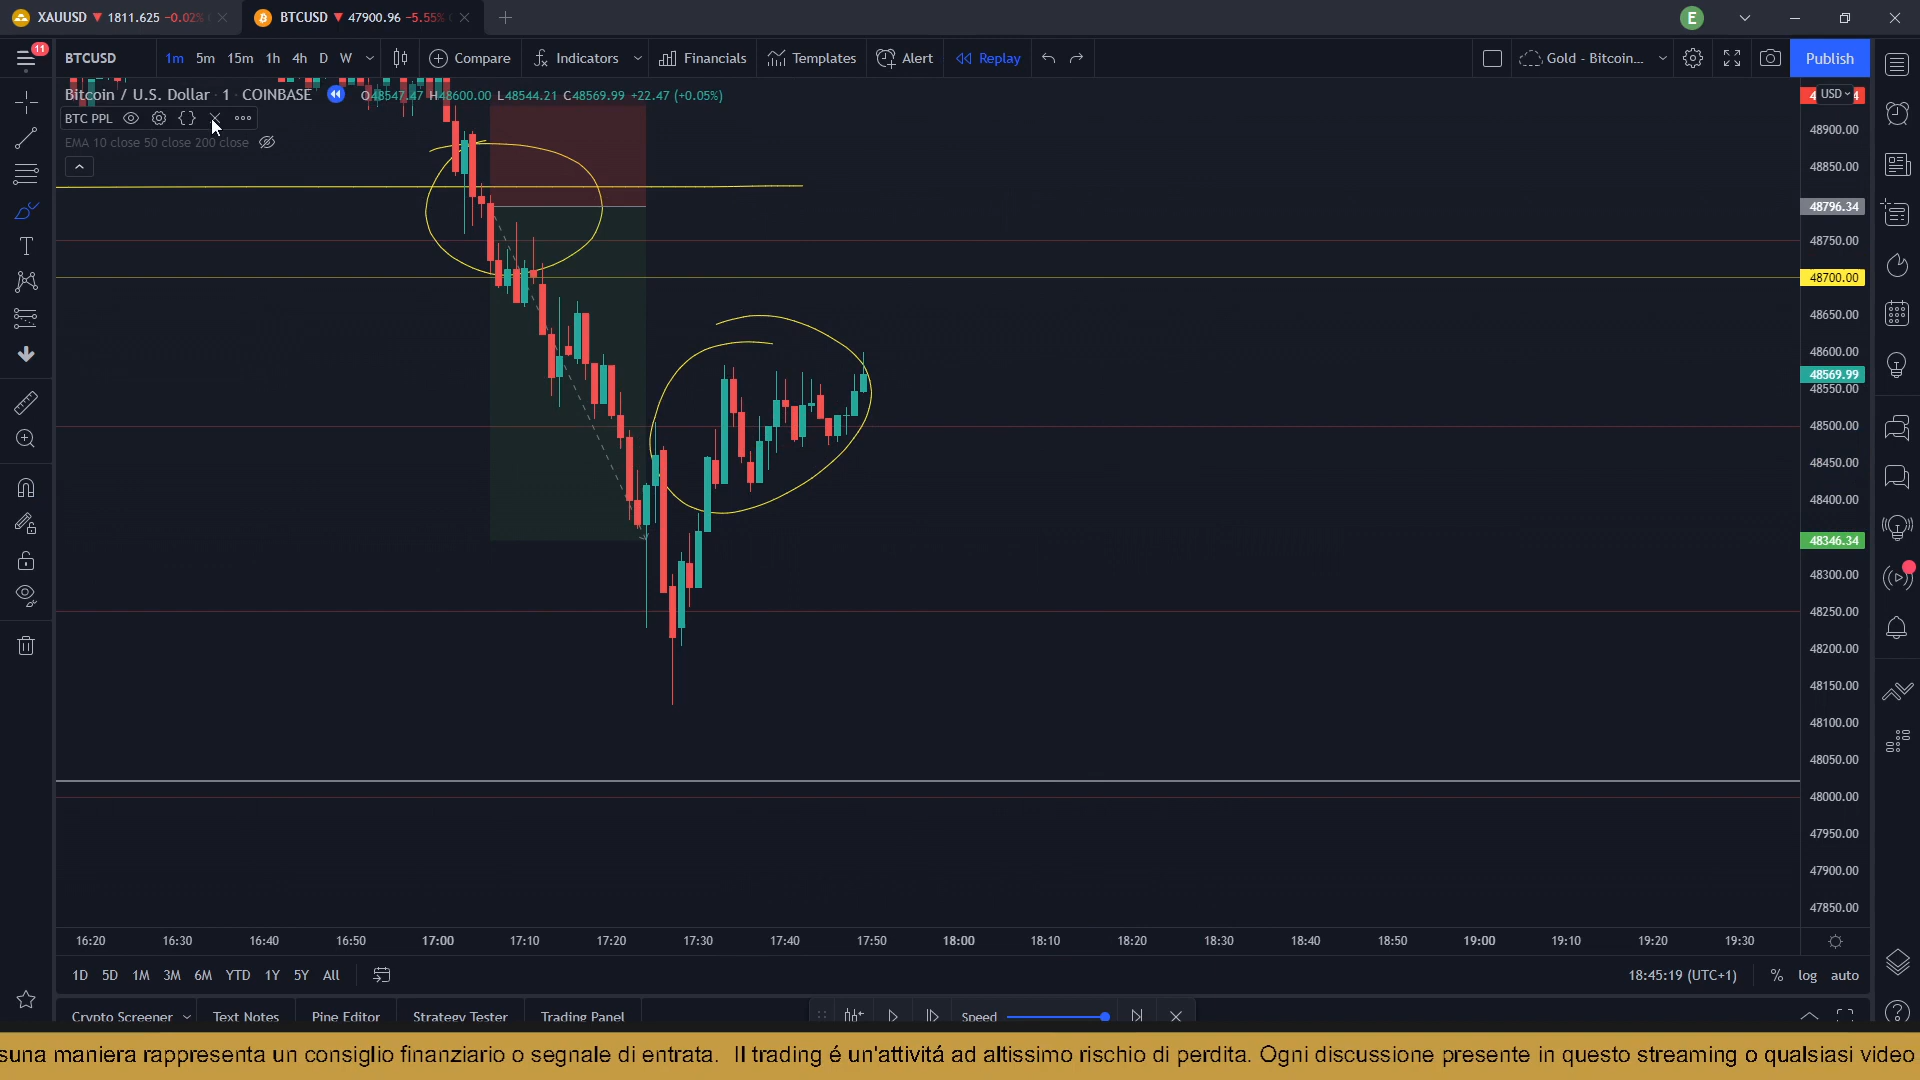 XAUUSD ▼ 1811.625 -0.02%
BTCUSD ▼ 47900.96 -5.55%
E
11
BTCUSD
1m 5m 15m 1h 4h D W
Compare
Indicators
Financials
Templates
Alert
Replay
Gold - Bitcoin...
Publish
Bitcoin / U.S. Dollar · 1 · COINBASE
O48547.47 H48600.00 L48544.21 C48569.99 +22.47 (+0.05%)
BTC PPL
EMA 10 close 50 close 200 close
T
USD
48900.00
48850.00
48796.34
48750.00
48700.00
48650.00
48600.00
48569.99
48550.00
48500.00
48450.00
48400.00
48346.34
48300.00
48250.00
48200.00
48150.00
48100.00
48050.00
48000.00
47950.00
47900.00
47850.00
16:20 16:30 16:40 16:50 17:00 17:10 17:20 17:30 17:40 17:50 18:00 18:10 18:20 18:30 18:40 18:50 19:00 19:10 19:20 19:30
1D 5D 1M 3M 6M YTD 1Y 5Y All
18:45:19 (UTC+1) % log auto
Crypto Screener Text Notes Pine Editor Strategy Tester Trading Panel Speed
maniera rappresenta un consiglio finanziario o segnale di entrata. Il trading é un'attivitá ad altissimo rischio di perdita. Ogni discussione presente in questo streaming o qualsiasi video